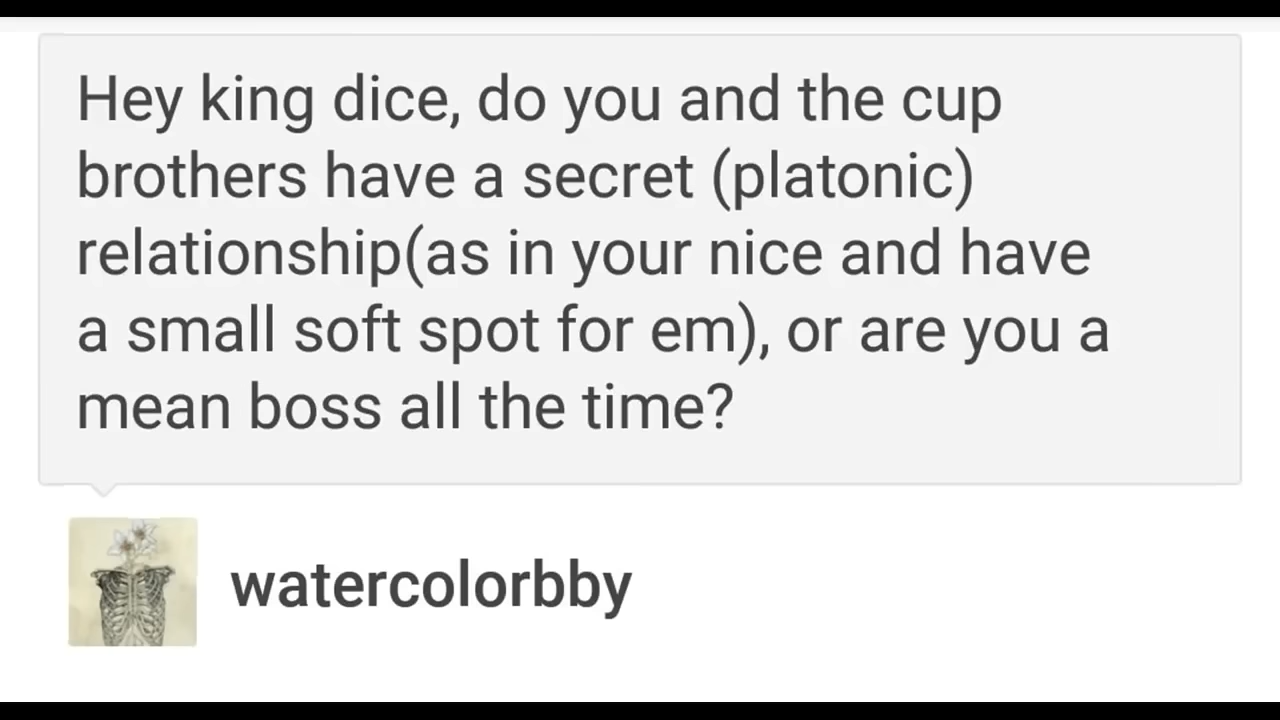 Hey king dice, do you and the cup
brothers have a secret (platonic)
relationship(as in your nice and have
a small soft spot for em), or are you a
mean boss all the time?
watercolorbby